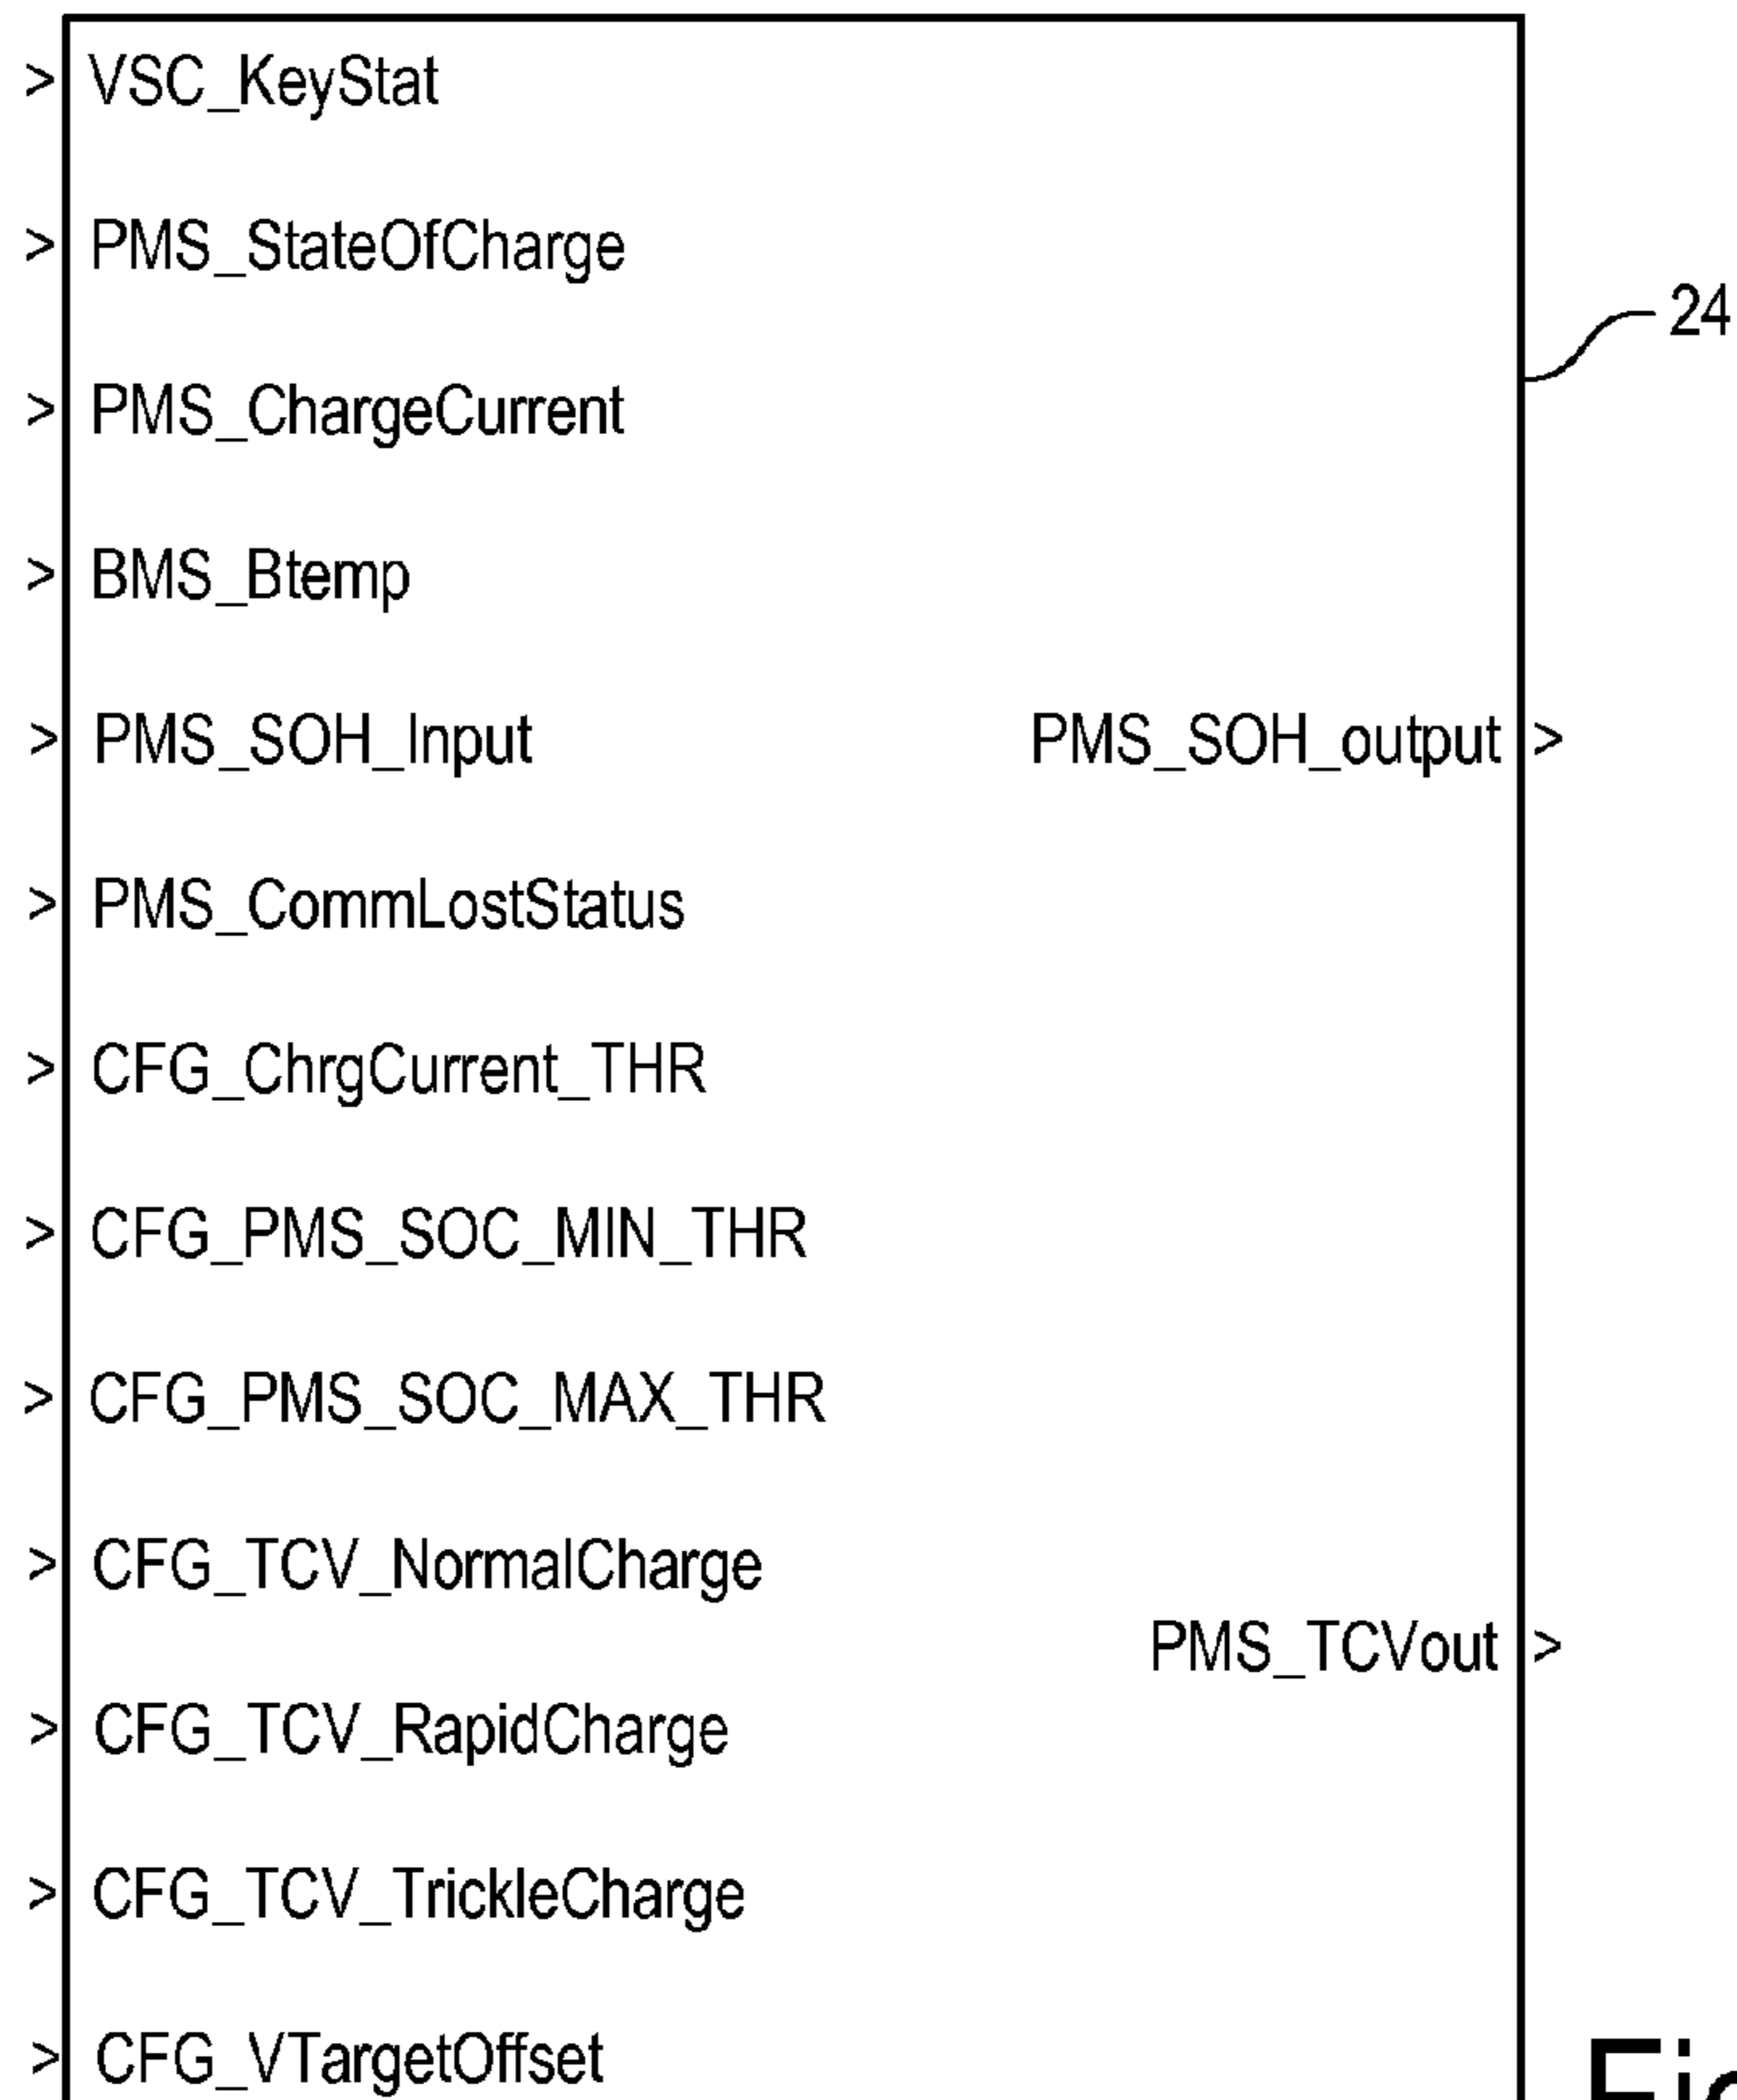 > VSC_KeyStat
> PMS_StateOfCharge
24
> PMS_ChargeCurrent
> BMS_Btemp
> PMS_SOH_Input
PMS_SOH_output >
> PMS_CommLostStatus
> CFG_ChrgCurrent_THR
> CFG_PMS_SOC_MIN_THR
> CFG_PMS_SOC_MAX_THR
> CFG_TCV_NormalCharge
PMS_TCVout >
> CFG_TCV_RapidCharge
> CFG_TCV_TrickleCharge
> CFG_VTargetOffset